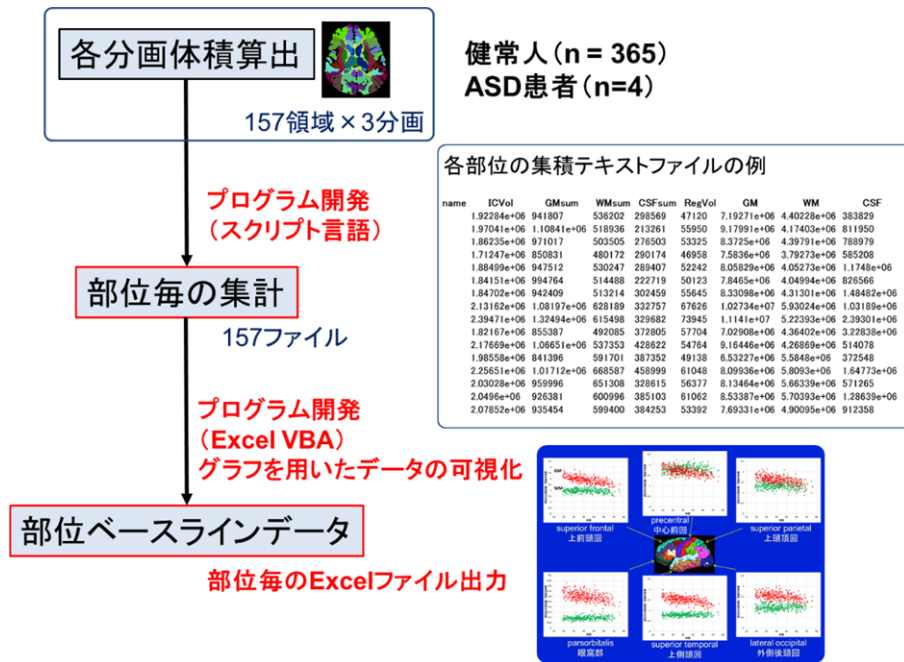 各分画体積算出
157領域×3分画
健常人(n = 365)
ASD患者(n=4)
プログラム開発
(スクリプト言語)
部位毎の集計
157ファイル
プログラム開発
(Excel VBA)
グラフを用いたデータの可視化
部位ベースラインデータ
部位毎のExcelファイル出力
各部位の集積テキストファイルの例
name ICVol GMsum WMsum CSFsum RegVol GM WM CSF
1.92284e+06 941807 536202 298569 47120 7.19271e+06 4.40228e+06 383829
1.97041e+06 1.10841e+06 518936 213261 55950 9.17991e+06 4.17403e+06 811950
1.86235e+06 971017 503505 276503 53325 8.3725e+06 4.39791e+06 788979
1.71247e+06 850831 480172 290174 46958 7.5836e+06 3.79273e+06 585208
1.88499e+06 947512 530247 289407 52242 8.05829e+06 4.05273e+06 1.1748e+06
1.84151e+06 994764 514488 222719 50123 7.8465e+06 4.04994e+06 826566
1.84702e+06 942409 513214 302459 55645 8.33098e+06 4.31301e+06 1.48482e+06
2.13162e+06 1.08197e+06 628189 332757 67626 1.02734e+07 5.93024e+06 1.03189e+06
2.39471e+06 1.32494e+06 615498 329682 73945 1.1141e+07 5.22393e+06 2.39301e+06
1.82167e+06 855387 492085 372805 57704 7.02908e+06 4.36402e+06 3.22838e+06
2.17669e+06 1.06651e+06 537353 428622 54764 9.16446e+06 4.26869e+06 514078
1.98558e+06 841396 591701 387352 49138 6.53227e+06 5.5848e+06 372548
2.25651e+06 1.01712e+06 668587 458999 61048 8.09936e+06 5.8093e+06 1.64773e+06
2.03028e+06 959996 651308 328615 56377 8.13464e+06 5.66339e+06 571265
2.0496e+06 926381 600996 385103 61062 8.53387e+06 5.70393e+06 1.28639e+06
2.07852e+06 935454 599400 384253 53392 7.69331e+06 4.90095e+06 912358
GM
WM
superior frontal
上前頭回
precentral
中心前回
superior parietal
上頭頂回
parsorbitalis
眼窩部
superior temporal
上側頭回
lateral occipital
外側後頭回